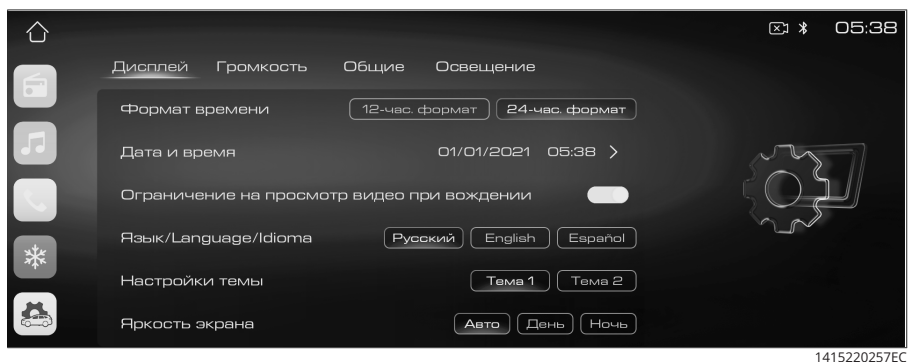 05:38
Дисплей Громкость Общие Освещение
Формат времени 12-час. формат 24-час. формат
Дата и время 01/01/2021 05:38 >
Ограничение на просмотр видео при вождении
Язык/Language/Idioma Русский English Español
Настройки темы Тема 1 Тема 2
Яркость экрана Авто День Ночь
1415220257EC